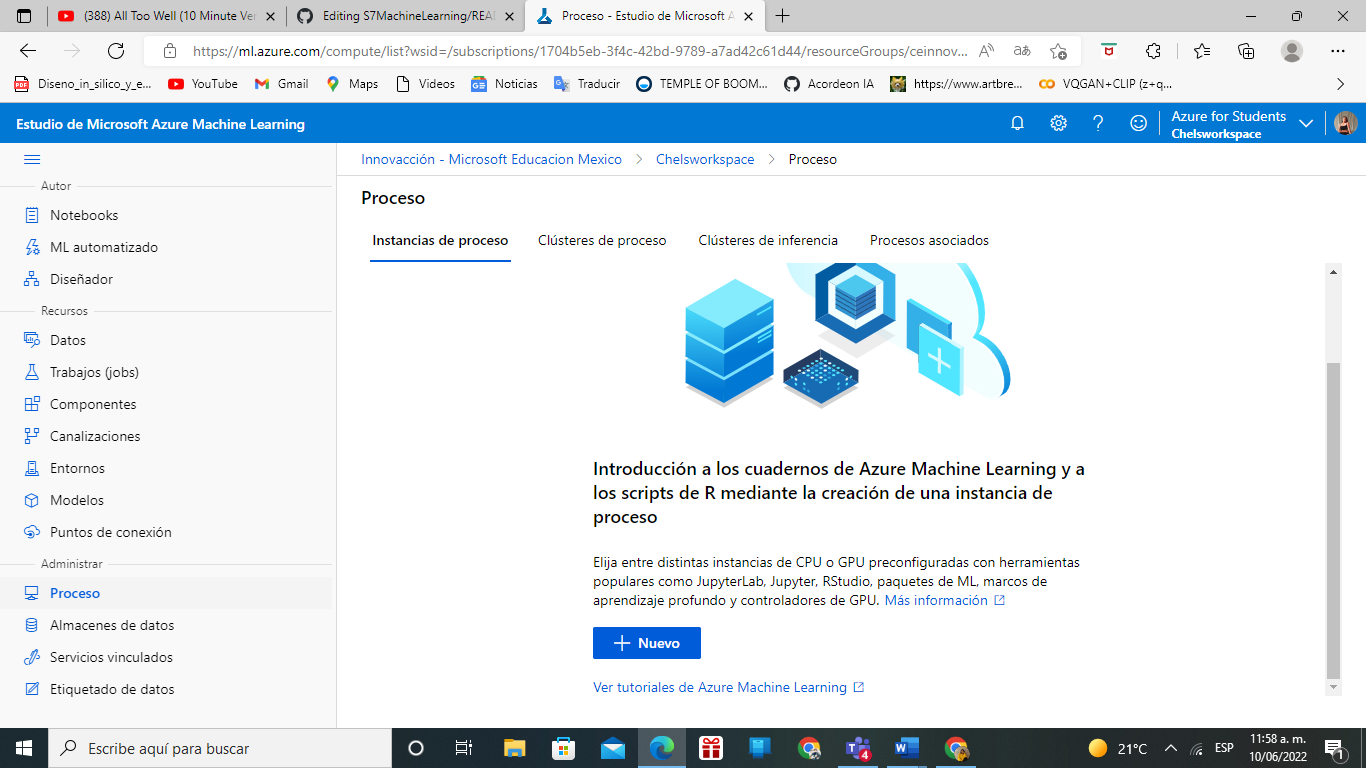 (388) All Too Well (10 Minute Ver
Editing S7MachineLearning/REA
Proceso - Estudio de Microsoft A
https://ml.azure.com/compute/list?wsid=/subscriptions/1704b5eb-3f4c-42bd-9789-a7ad42c61d44/resourceGroups/ceinnov...
Diseno_in_silico_y_e...
YouTube
Gmail
Maps
Videos
Noticias
Traducir
TEMPLE OF BOOM...
Acordeon IA
https://www.artbre...
VQGAN+CLIP (z+q...
Estudio de Microsoft Azure Machine Learning
Azure for Students
Chelsworkspace
Autor
Notebooks
ML automatizado
Diseñador
Recursos
Datos
Trabajos (jobs)
Componentes
Canalizaciones
Entornos
Modelos
Puntos de conexión
Administrar
Proceso
Almacenes de datos
Servicios vinculados
Etiquetado de datos
Innovacción - Microsoft Educacion Mexico > Chelsworkspace > Proceso
Proceso
Instancias de proceso
Clústeres de proceso
Clústeres de inferencia
Procesos asociados
Introducción a los cuadernos de Azure Machine Learning y a
los scripts de R mediante la creación de una instancia de
proceso
Elija entre distintas instancias de CPU o GPU preconfiguradas con herramientas
populares como JupyterLab, Jupyter, RStudio, paquetes de ML, marcos de
aprendizaje profundo y controladores de GPU. Más información
Nuevo
Ver tutoriales de Azure Machine Learning
Escribe aquí para buscar
4
21°C
ESP
11:58 a. m.
10/06/2022
1